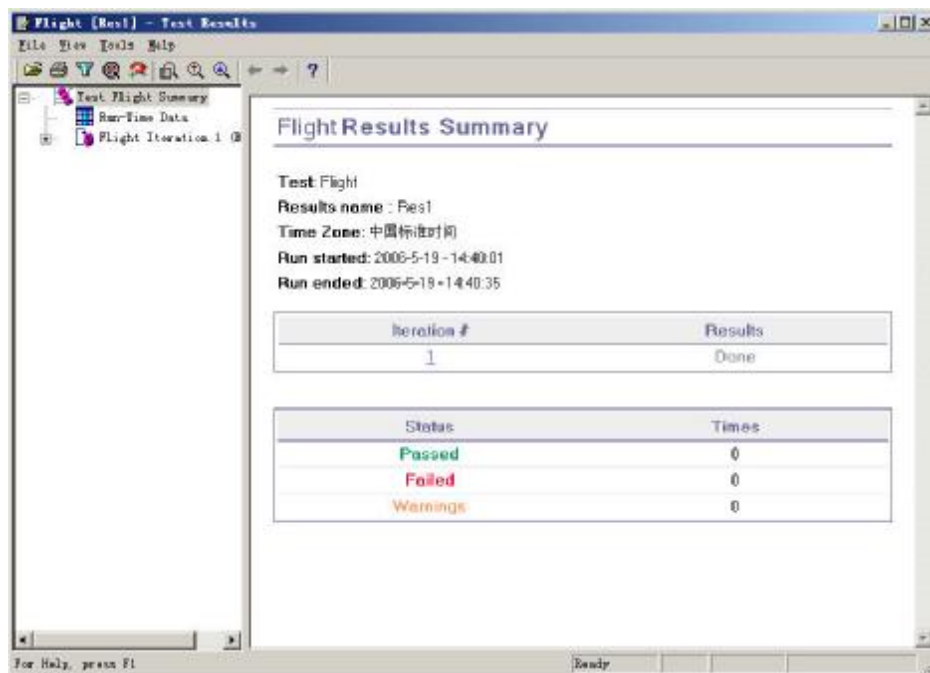 Flight [Res1] - Test Results
File View Tools Help
Test Flight Summary
Run-Time Data
Flight Iteration 1 (R
Flight Results Summary
Test: Flight
Results name : Res1
Time Zone: 中国标准时间
Run started: 2006-5-19 - 14:40:01
Run ended: 2006-5-19 - 14:40:35
Iteration # Results
1 Done
Status Times
Passed 0
Failed 0
Warnings 0
For Help, press F1
Ready